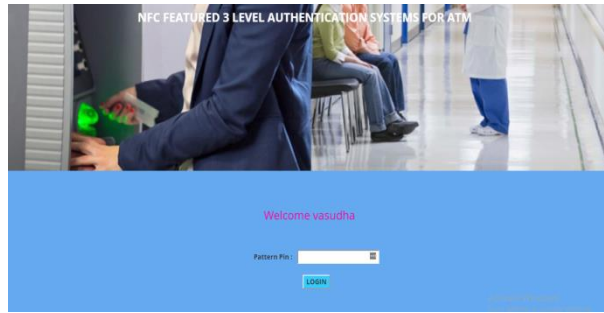 NFC FEATURED 3 LEVEL AUTHENTICATION SYSTEMS FOR ATM
Welcome vasudha
Pattern Pin :
LOGIN